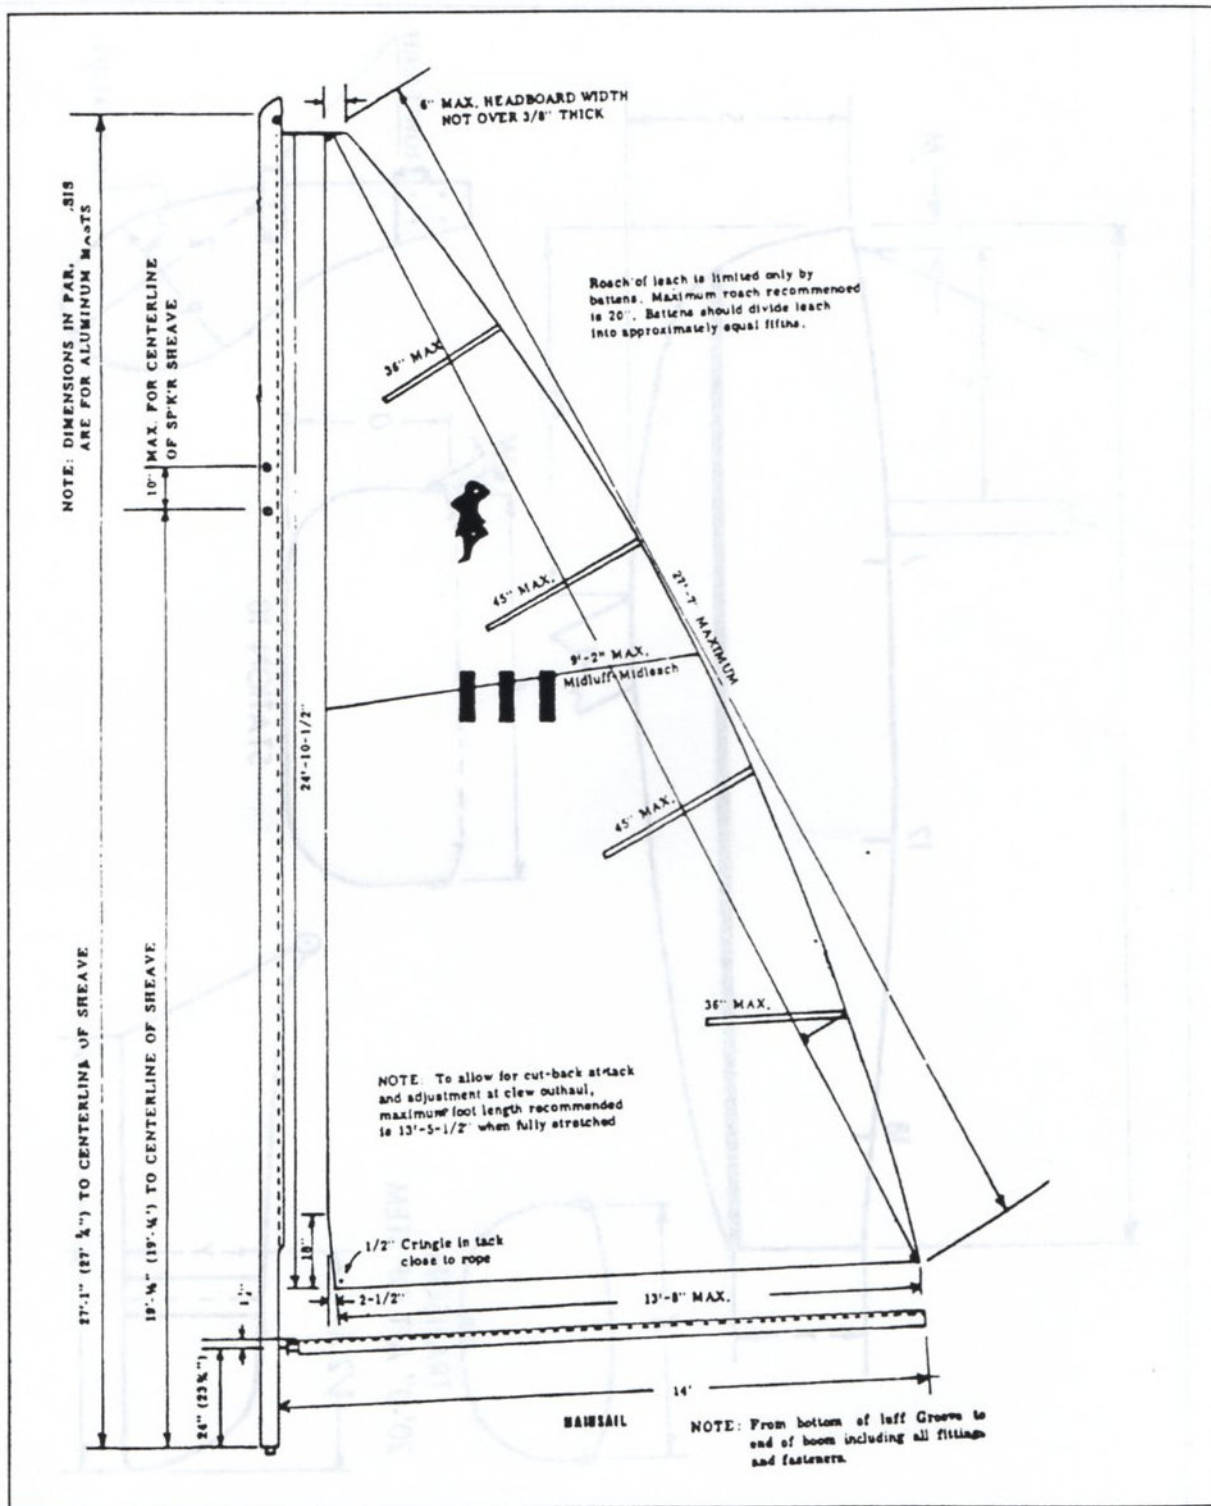 6" MAX. HEADBOARD WIDTH
NOT OVER 3/8" THICK
NOTE: DIMENSIONS IN PAR.
ARE FOR ALUMINUM MASTS
10" MAX. FOR CENTERLINE
OF SP'K'R SHEAVE
Roach of leach is limited only by
battens. Maximum roach recommended
is 20". Battens should divide leach
into approximately equal fifths.
36" MAX
45" MAX.
27'-7" MAXIMUM
9'-2" MAX.
Midluff-Midleach
24'-10-1/2"
45" MAX.
36" MAX.
27'-1" (27' ¼") TO CENTERLINE OF SHEAVE
19'-¼" (19'-¼") TO CENTERLINE OF SHEAVE
NOTE: To allow for cut-back at tack
and adjustment at clew outhaul,
maximum foot length recommended
is 13'-5-1/2" when fully stretched
18"
1/2" Cringle in tack
close to rope
2-1/2"
13'-8" MAX.
1½"
24" (23¾")
14'
MAINSAIL
NOTE: From bottom of luff Groove to
end of boom including all fittings
and fasteners.